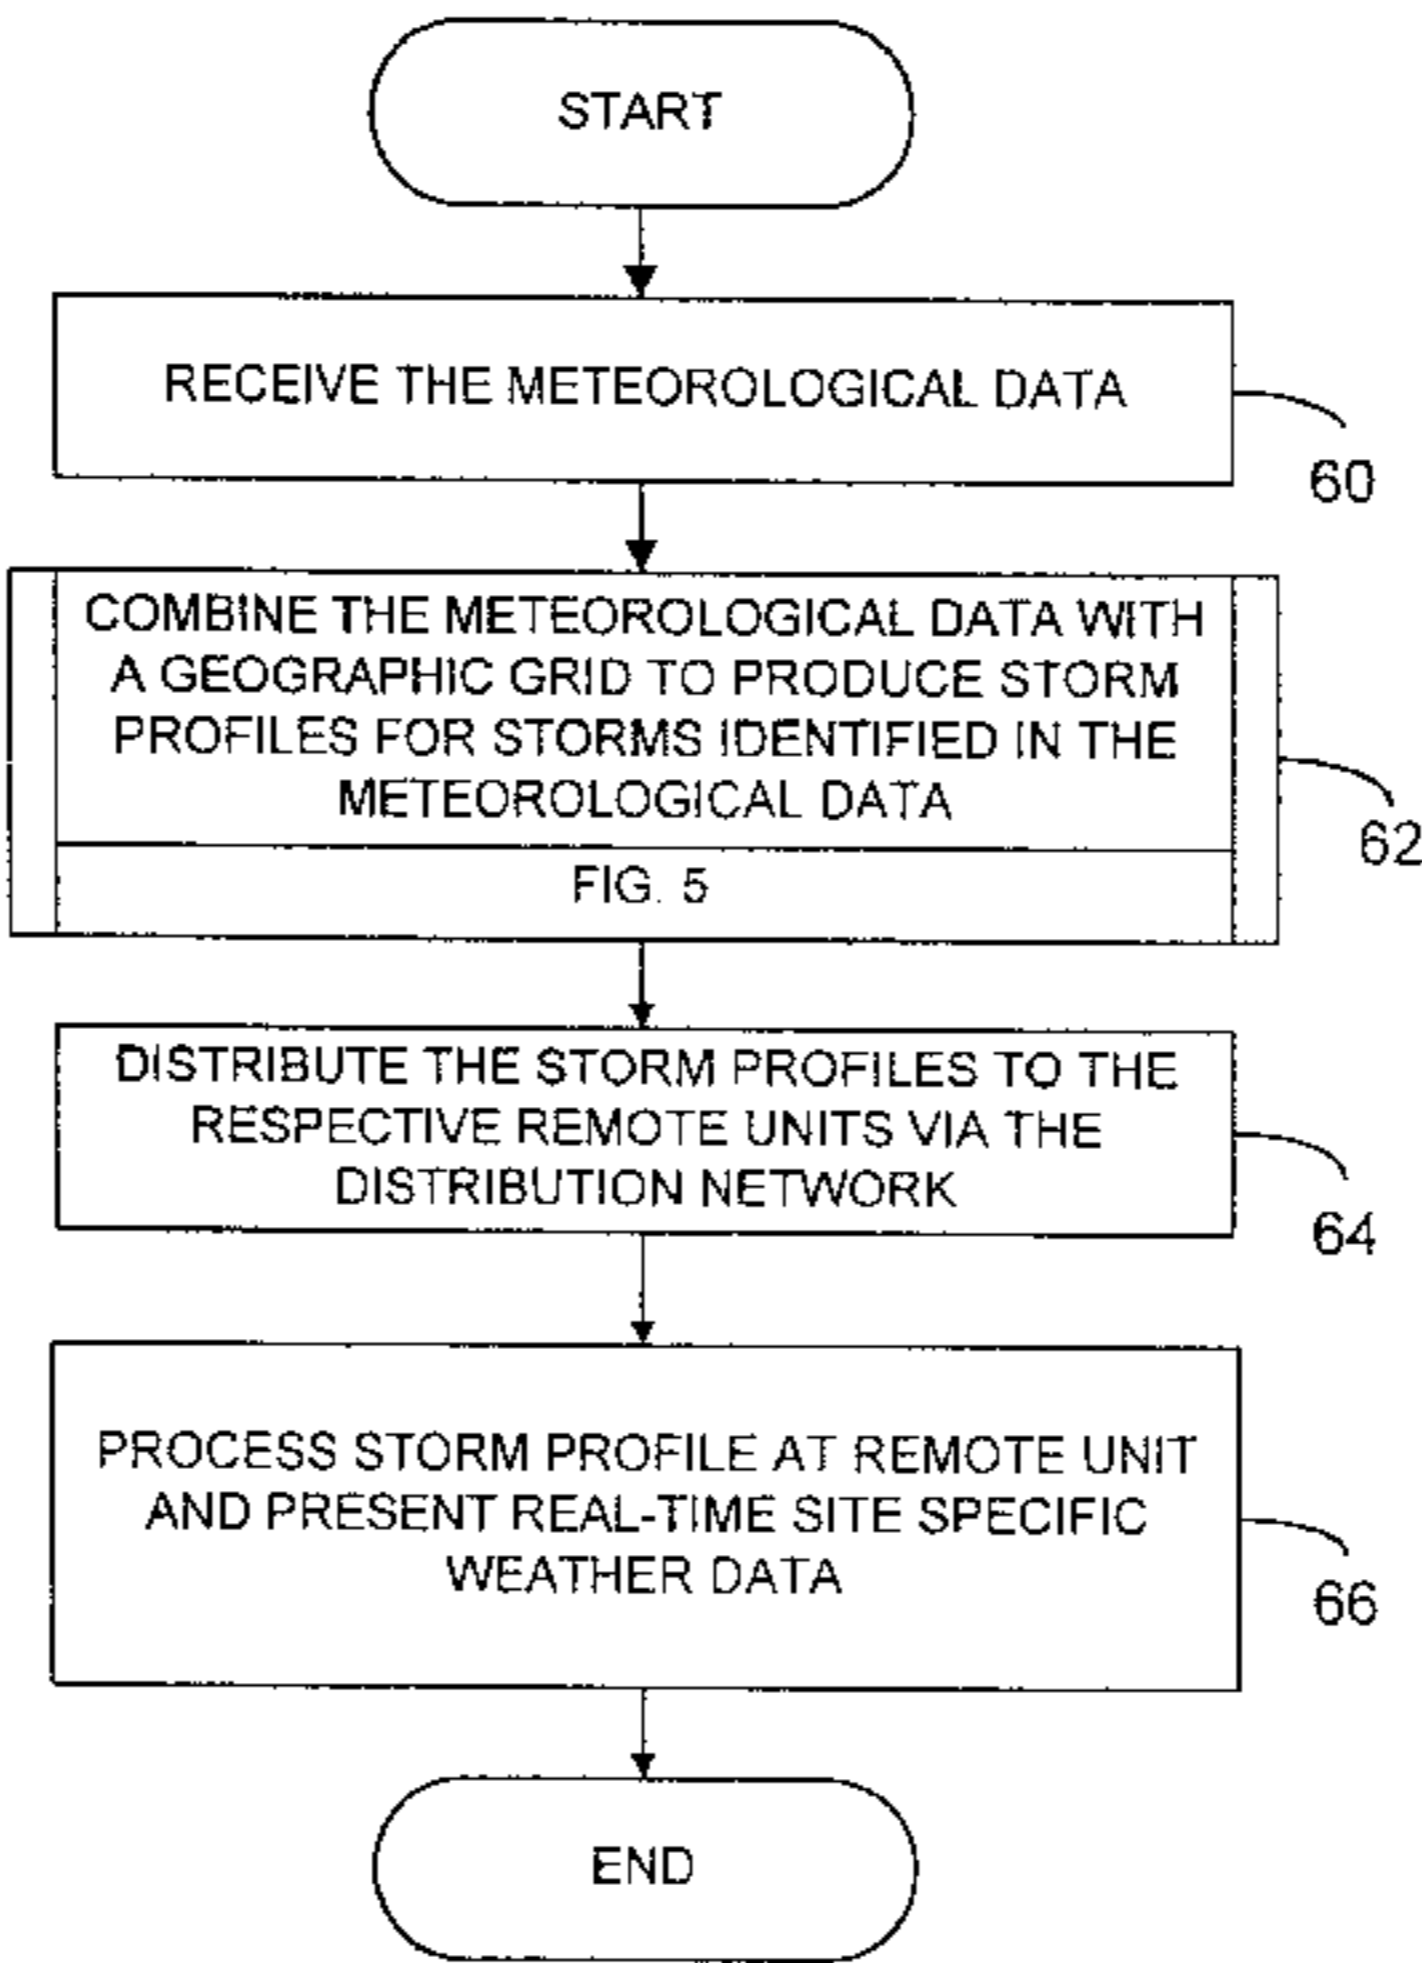 START
RECEIVE THE METEOROLOGICAL DATA
60
COMBINE THE METEOROLOGICAL DATA WITH
A GEOGRAPHIC GRID TO PRODUCE STORM
PROFILES FOR STORMS IDENTIFIED IN THE
METEOROLOGICAL DATA
62
FIG. 5
DISTRIBUTE THE STORM PROFILES TO THE
RESPECTIVE REMOTE UNITS VIA THE
DISTRIBUTION NETWORK
64
PROCESS STORM PROFILE AT REMOTE UNIT
AND PRESENT REAL-TIME SITE SPECIFIC
WEATHER DATA
66
END